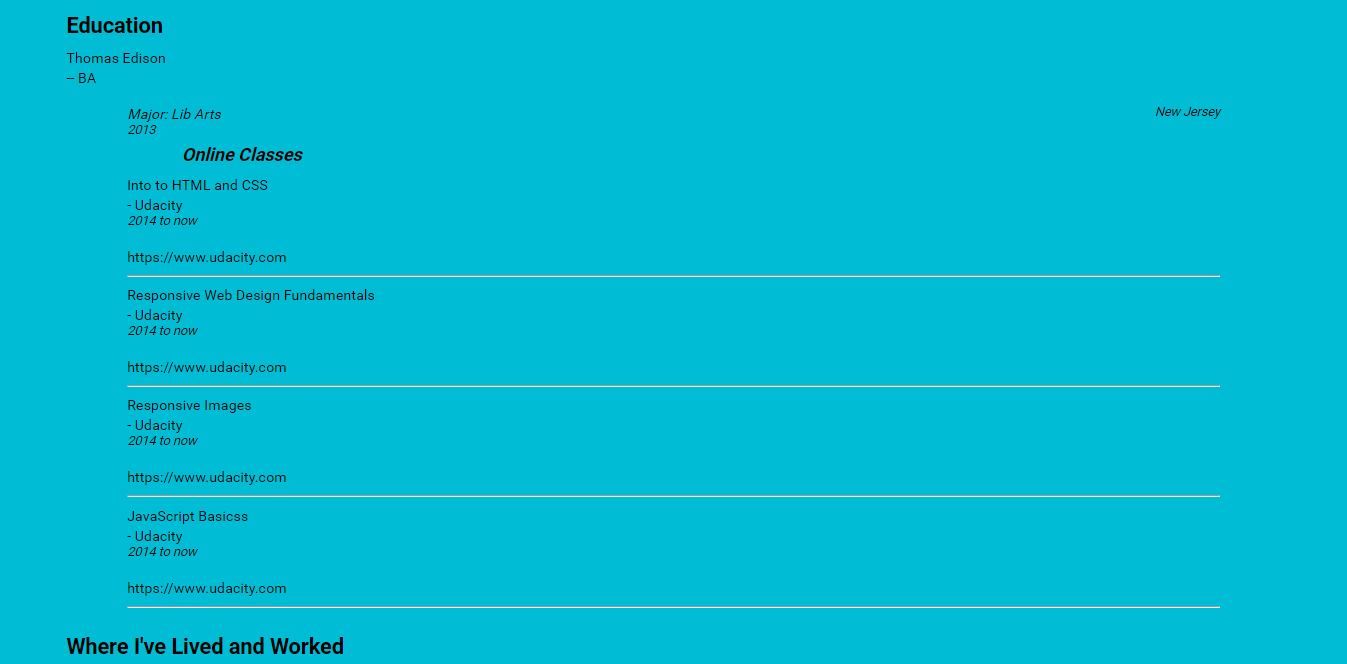 Education
Thomas Edison
-- BA
Major: Lib Arts
New Jersey
2013
Online Classes
Into to HTML and CSS
- Udacity
2014 to now
https://www.udacity.com
Responsive Web Design Fundamentals
- Udacity
2014 to now
https://www.udacity.com
Responsive Images
- Udacity
2014 to now
https://www.udacity.com
JavaScript Basicss
- Udacity
2014 to now
https://www.udacity.com
Where I've Lived and Worked